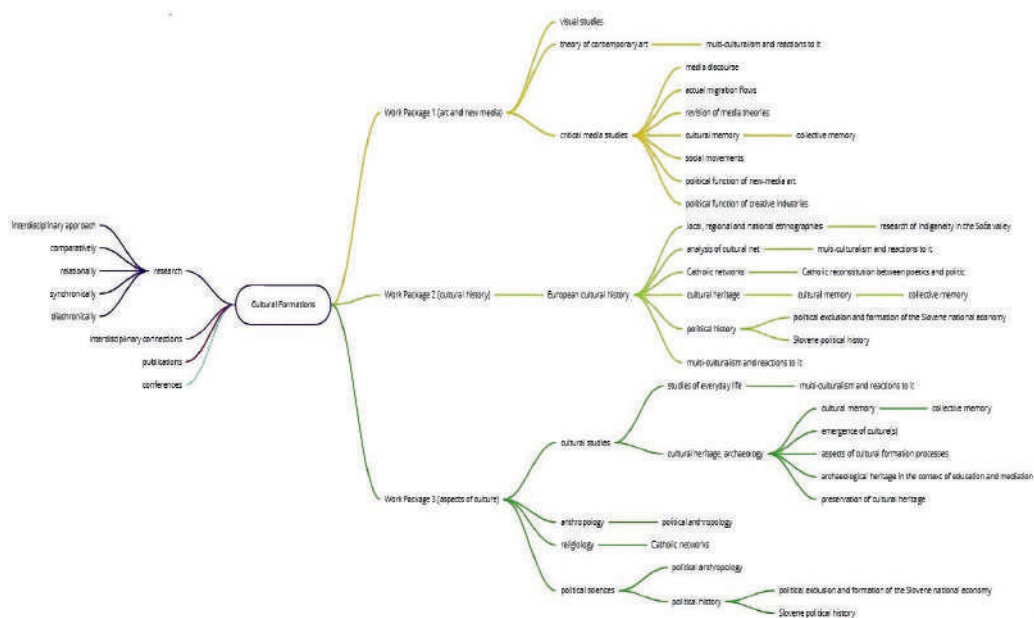 interdisciplinary approach
comparatively
relationally
synchronically
diachronically
research
interdisciplinary connections
publications
conferences
Cultural Formations
Work Package 1 (art and new media)
visual studies
theory of contemporary art
multi-culturalism and reactions to it
critical media studies
media discourse
actual migration flows
revision of media theories
cultural memory
collective memory
social movements
political function of new-media art
political function of creative industries
Work Package 2 (cultural history)
European cultural history
local, regional and national ethnographies
research of indigeneity in the Soča valley
analysis of cultural net
multi-culturalism and reactions to it
Catholic networks
Catholic reconstitution between poetics and politic
cultural heritage
cultural memory
collective memory
political history
political exclusion and formation of the Slovene national economy
Slovene political history
multi-culturalism and reactions to it
Work Package 3 (aspects of culture)
cultural studies
studies of everyday life
multi-culturalism and reactions to it
cultural heritage, archaeology
cultural memory
collective memory
emergence of culture(s)
aspects of cultural formation processes
archaeological heritage in the context of education and mediation
preservation of cultural heritage
anthropology
political anthropology
religiology
Catholic networks
political sciences
political anthropology
political history
political exclusion and formation of the Slovene national economy
Slovene political history